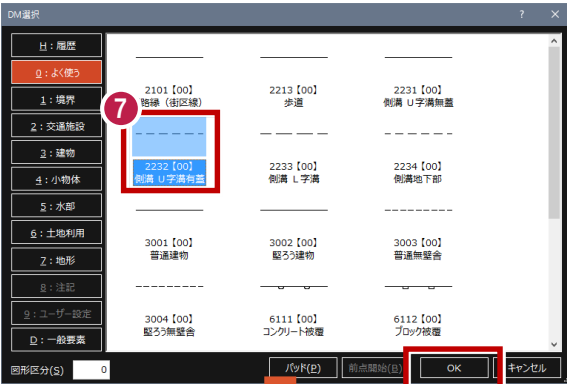 DM選択
? ×
H：履歴
0：よく使う
1：境界
2：交通施設
3：建物
4：小物体
5：水部
6：土地利用
7：地形
8：注記
9：ユーザー設定
D：一般要素
2101【00】
路縁（街区線）
2213【00】
歩道
2231【00】
側溝 U字溝無蓋
7
2232【00】
側溝 U字溝有蓋
2233【00】
側溝 L字溝
2234【00】
側溝地下部
3001【00】
普通建物
3002【00】
堅ろう建物
3003【00】
普通無壁舎
3004【00】
堅ろう無壁舎
6111【00】
コンクリート被覆
6112【00】
ブロック被覆
図形区分(S) 0
パッド(P)
前点開始(B)
OK
キャンセル